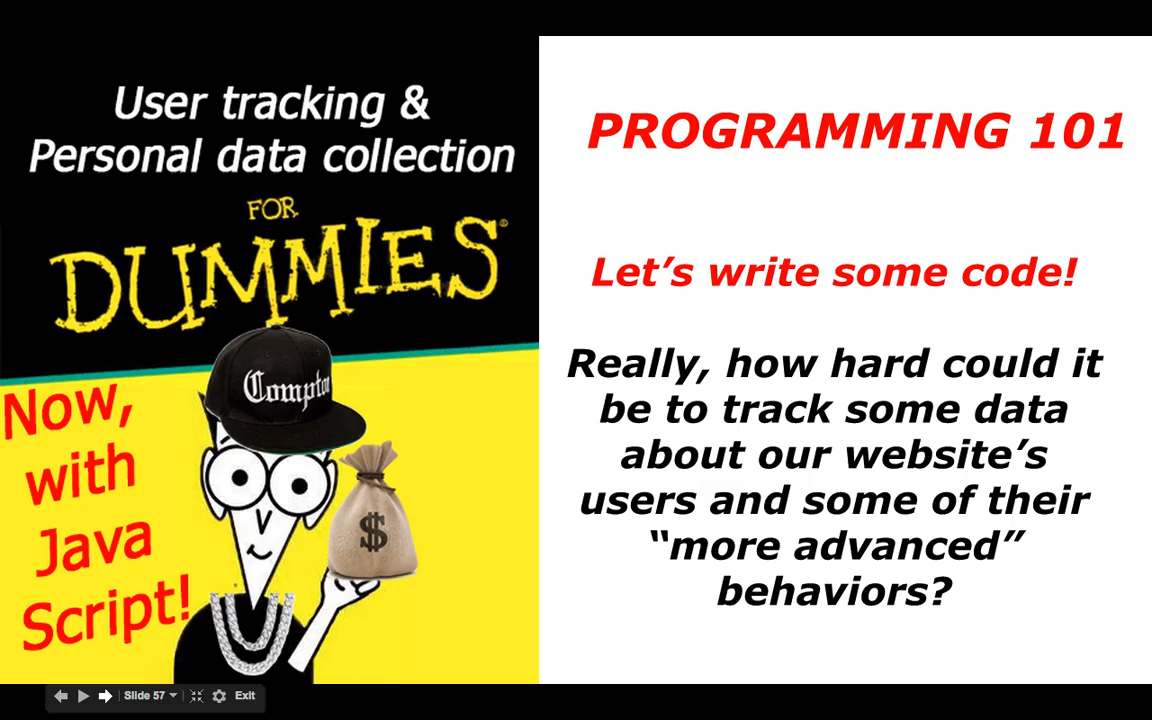 User tracking &
Personal data collection
FOR
DUMMIES®
Compton
Now,
with
Java
Script!
$
PROGRAMMING 101
Let's write some code!
Really, how hard could it
be to track some data
about our website's
users and some of their
“more advanced”
behaviors?
Slide 57
Exit